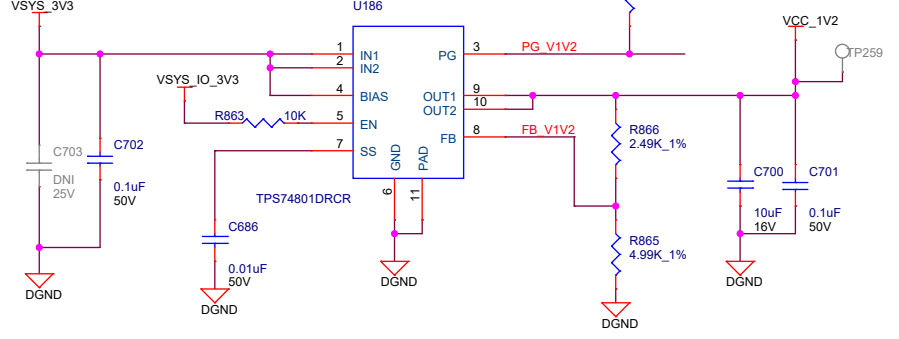 VSYS_3V3
U186
VCC_1V2
TP259
1
IN1
2
IN2
PG
3
PG_V1V2
VSYS_IO_3V3
4
BIAS
OUT1
9
OUT2
10
R863
10K
5
EN
FB
8
FB_V1V2
R866
2.49K_1%
C703
DNI
25V
C702
0.1uF
50V
7
SS
GND
PAD
6
11
TPS74801DRCR
C700
10uF
16V
C701
0.1uF
50V
C686
0.01uF
50V
R865
4.99K_1%
DGND
DGND
DGND
DGND
DGND